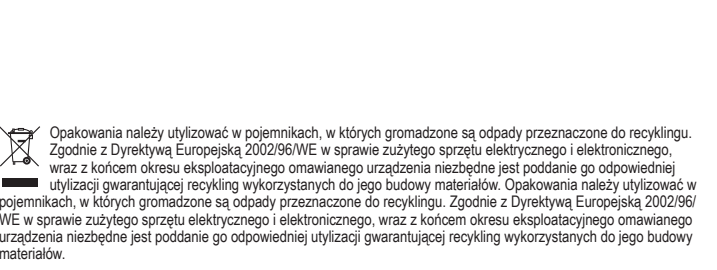 Opakowania należy utylizować w pojemnikach, w których gromadzone są odpady przeznaczone do recyklingu.
Zgodnie z Dyrektywą Europejską 2002/96/WE w sprawie zużytego sprzętu elektrycznego i elektronicznego,
wraz z końcem okresu eksploatacyjnego omawianego urządzenia niezbędne jest poddanie go odpowiedniej
utylizacji gwarantującej recykling wykorzystanych do jego budowy materiałów. Opakowania należy utylizować w
pojemnikach, w których gromadzone są odpady przeznaczone do recyklingu. Zgodnie z Dyrektywą Europejską 2002/96/
WE w sprawie zużytego sprzętu elektrycznego i elektronicznego, wraz z końcem okresu eksploatacyjnego omawianego
urządzenia niezbędne jest poddanie go odpowiedniej utylizacji gwarantującej recykling wykorzystanych do jego budowy
materiałów.